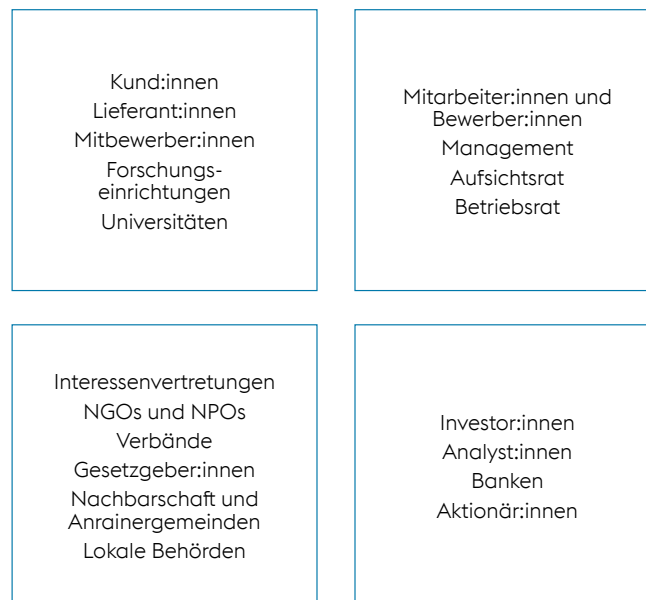 Kund:innen
Lieferant:innen
Mitbewerber:innen
Forschungs-
einrichtungen
Universitäten
Mitarbeiter:innen und
Bewerber:innen
Management
Aufsichtsrat
Betriebsrat
Interessenvertretungen
NGOs und NPOs
Verbände
Gesetzgeber:innen
Nachbarschaft und
Anrainergemeinden
Lokale Behörden
Investor:innen
Analyst:innen
Banken
Aktionär:innen